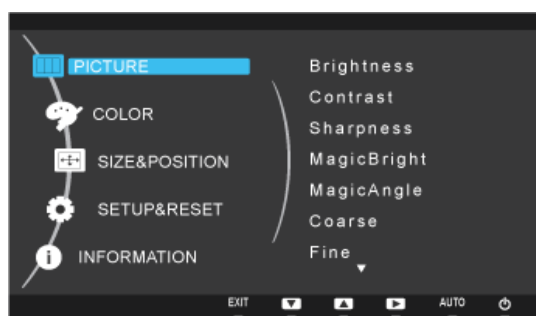 PICTURE
COLOR
SIZE&POSITION
SETUP&RESET
INFORMATION
Brightness
Contrast
Sharpness
MagicBright
MagicAngle
Coarse
Fine
EXIT AUTO